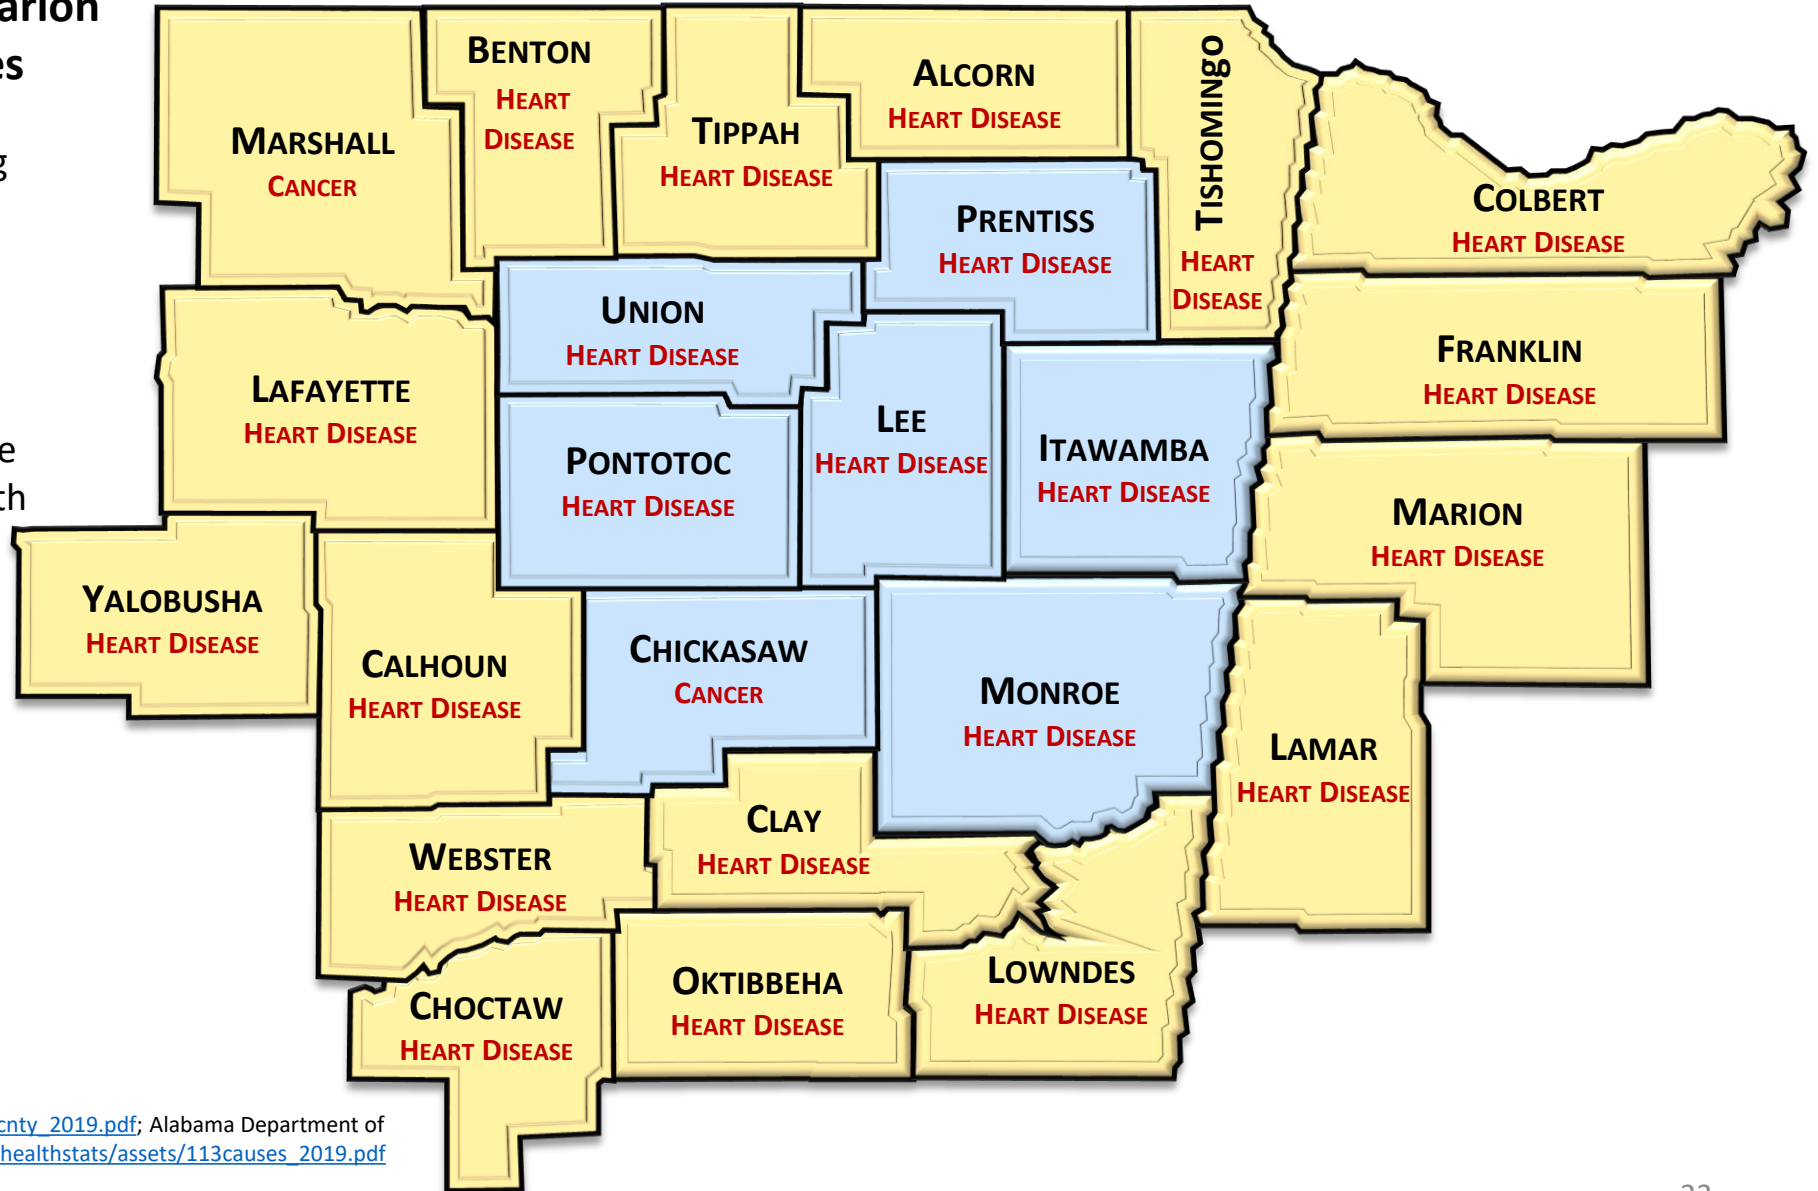 arion
es
g
e
th
BENTON
HEART
DISEASE
ALCORN
HEART DISEASE
TISHOMINgO
HEART
DISEASE
MARSHALL
CANCER
TIPPAH
HEART DISEASE
COLBERT
HEART DISEASE
PRENTISS
HEART DISEASE
UNION
HEART DISEASE
FRANKLIN
HEART DISEASE
LAFAYETTE
HEART DISEASE
LEE
HEART DISEASE
PONTOTOC
HEART DISEASE
ITAWAMBA
HEART DISEASE
MARION
HEART DISEASE
YALOBUSHA
HEART DISEASE
CALHOUN
HEART DISEASE
CHICKASAW
CANCER
MONROE
HEART DISEASE
LAMAR
HEART DISEASE
CLAY
HEART DISEASE
WEBSTER
HEART DISEASE
CHOCTAW
HEART DISEASE
OKTIBBEHA
HEART DISEASE
LOWNDES
HEART DISEASE
cnty_2019.pdf; Alabama Department of
healthstats/assets/113causes_2019.pdf